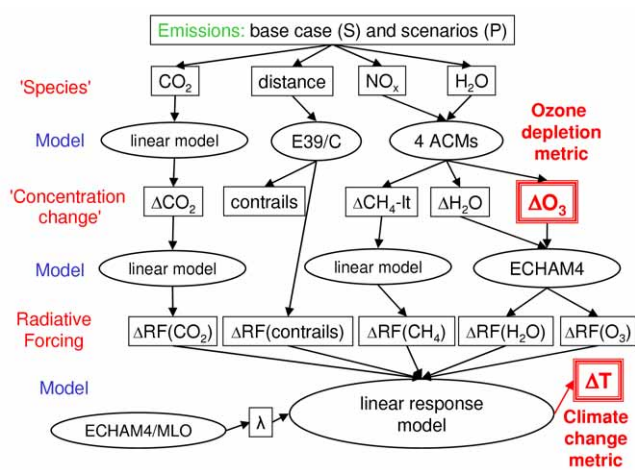 Emissions: base case (S) and scenarios (P)
'Species'
CO₂
distance
NOₓ
H₂O
Ozone
depletion
metric
Model
linear model
E39/C
4 ACMs
'Concentration
change'
ΔCO₂
contrails
ΔCH₄-lt
ΔH₂O
ΔO₃
Model
linear model
linear model
ECHAM4
Radiative
Forcing
ΔRF(CO₂)
ΔRF(contrails)
ΔRF(CH₄)
ΔRF(H₂O)
ΔRF(O₃)
Model
linear response
model
ΔT
ECHAM4/MLO
λ
Climate
change
metric